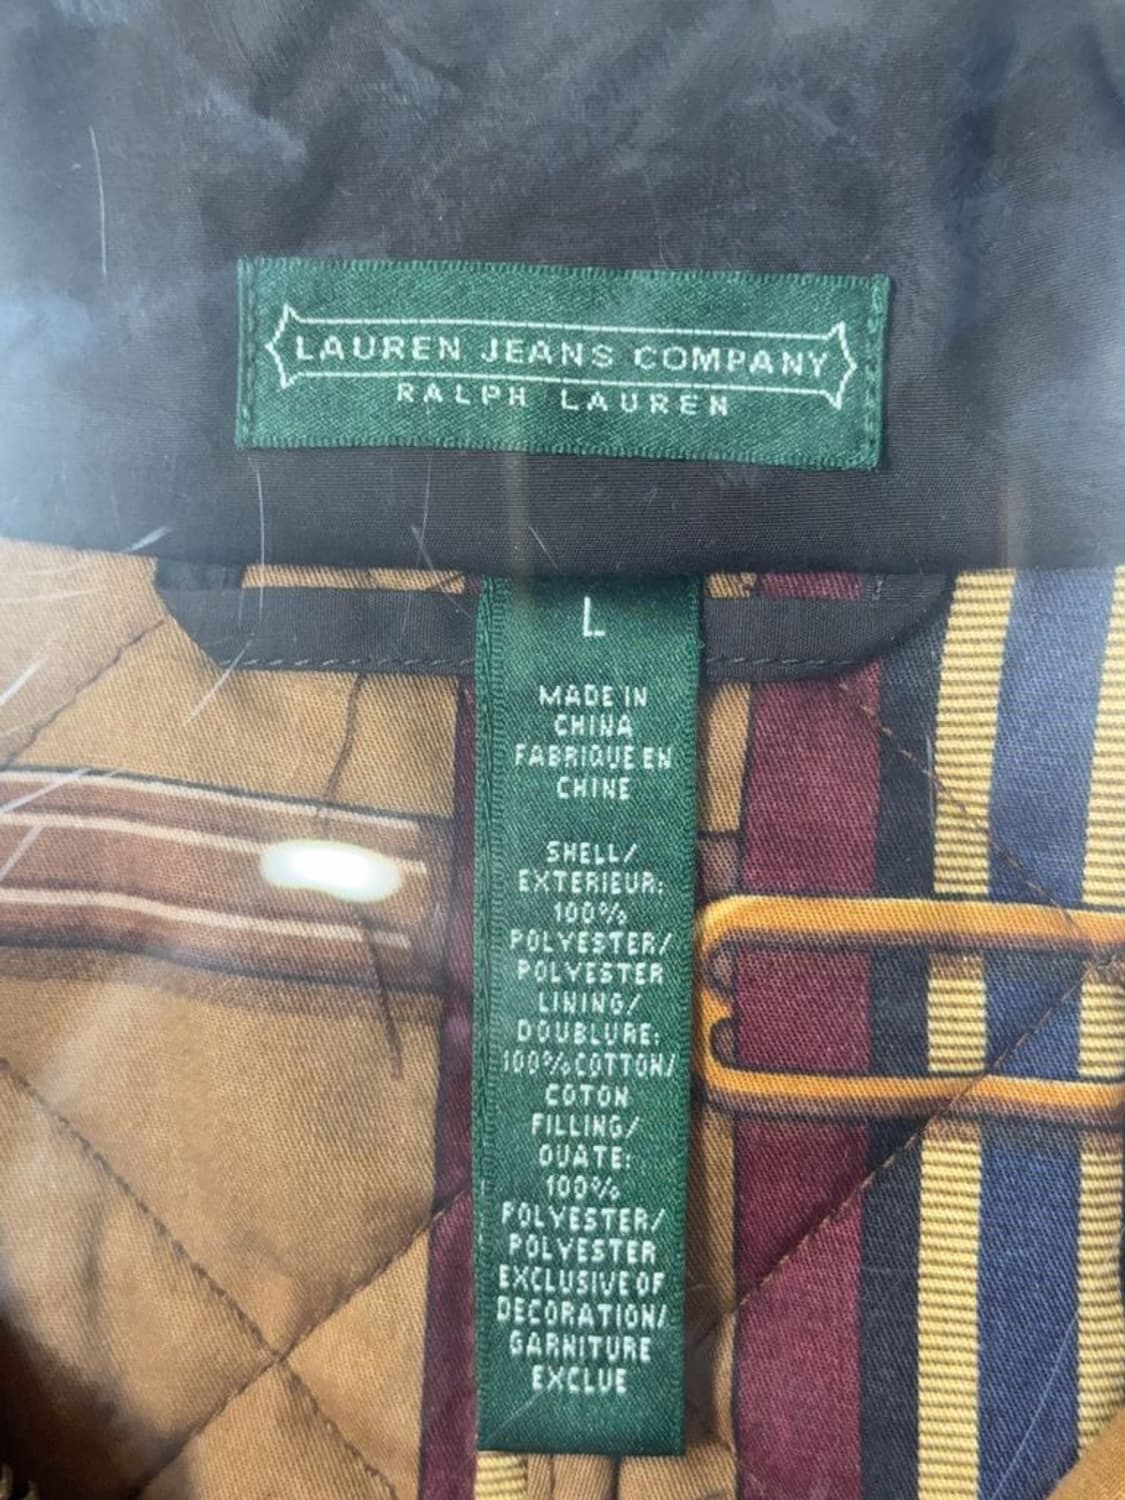 LAUREN JEANS COMPANY
RALPH LAUREN
L
MADE IN
CHINA
FABRIQUE EN
CHINE
SHELL/
EXTERIEUR:
100%
POLYESTER/
POLYESTER
LINING/
DOUBLURE:
100% COTTON/
COTON
FILLING/
OUATE:
100%
POLYESTER/
POLYESTER
EXCLUSIVE OF
DECORATION/
GARNITURE
EXCLUE